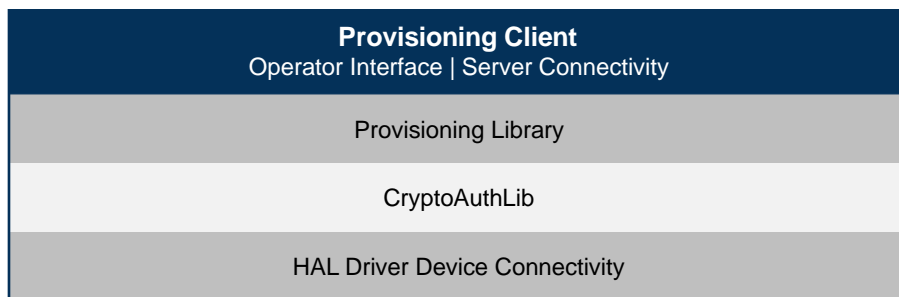 Provisioning Client
Operator Interface | Server Connectivity
Provisioning Library
CryptoAuthLib
HAL Driver Device Connectivity